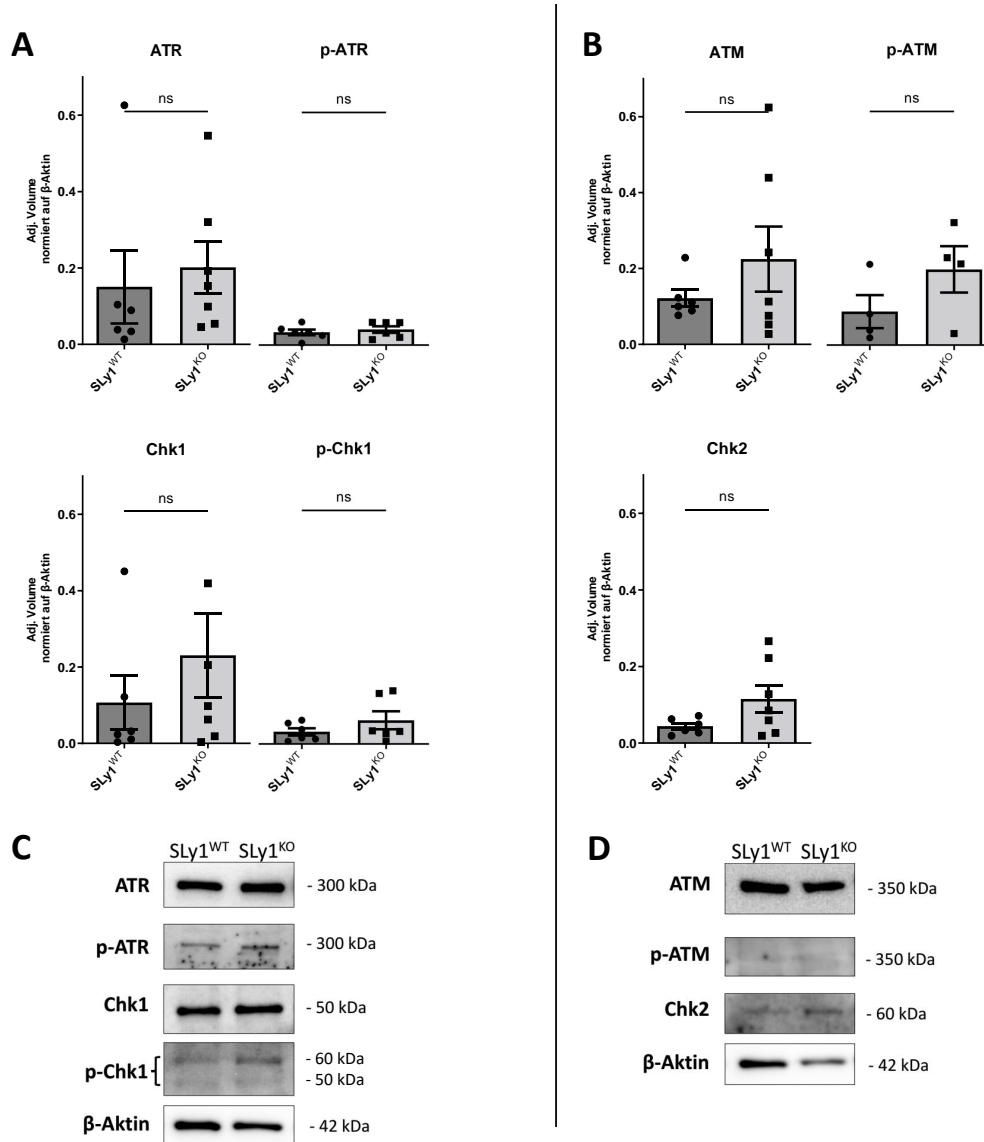 A
ATR
p-ATR
Adj. Volume
normiert auf β-Aktin
0.6
0.4
0.2
0.0
ns
ns
SLy1WT
SLy1KO
SLy1WT
SLy1KO
Chk1
p-Chk1
Adj. Volume
normiert auf β-Aktin
0.6
0.4
0.2
0.0
ns
ns
SLy1WT
SLy1KO
SLy1WT
SLy1KO
B
ATM
p-ATM
Adj. Volume
normiert auf β-Aktin
0.6
0.4
0.2
0.0
ns
ns
SLy1WT
SLy1KO
SLy1WT
SLy1KO
Chk2
Adj. Volume
normiert auf β-Aktin
0.6
0.4
0.2
0.0
ns
SLy1WT
SLy1KO
C
SLy1WT SLy1KO
ATR - 300 kDa
p-ATR - 300 kDa
Chk1 - 50 kDa
- 60 kDa
p-Chk1
- 50 kDa
β-Aktin - 42 kDa
D
SLy1WT SLy1KO
ATM - 350 kDa
p-ATM - 350 kDa
Chk2 - 60 kDa
β-Aktin - 42 kDa